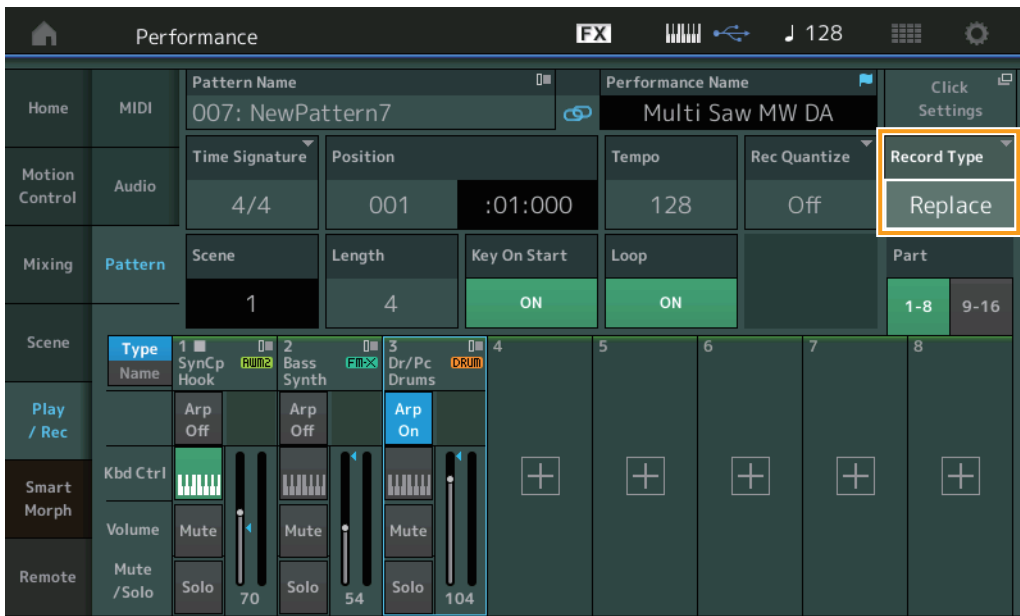 Performance
FX
128
Home
Motion
Control
Mixing
Scene
Play
/ Rec
Smart
Morph
Remote
MIDI
Audio
Pattern
Pattern Name
007: NewPattern7
Performance Name
Multi Saw MW DA
Click
Settings
Time Signature
4/4
Position
001
:01:000
Tempo
128
Rec Quantize
Off
Record Type
Replace
Scene
1
Length
4
Key On Start
ON
Loop
ON
Part
1-8
9-16
Type
Name
1
SynCp
Hook
AWM2
2
Bass
Synth
FM-X
3
Dr/Pc
Drums
DRUM
4
5
6
7
8
Arp
Off
Arp
Off
Arp
On
Kbd Ctrl
Volume
Mute
Mute
Mute
Mute
/Solo
Solo
70
Solo
54
Solo
104